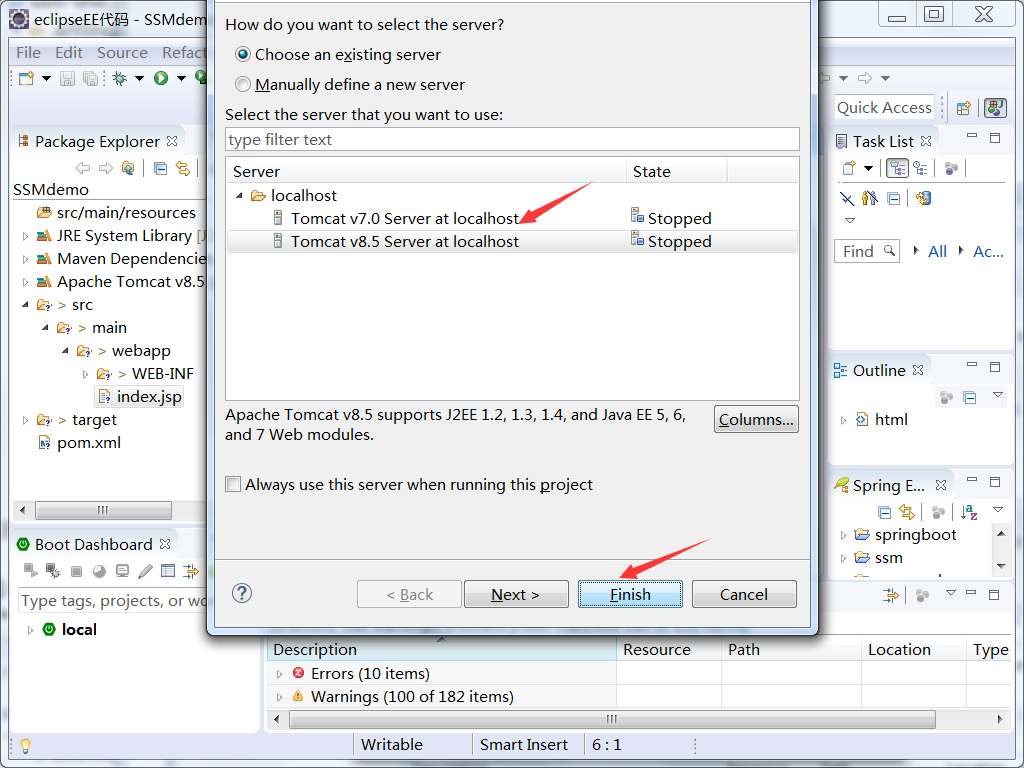 eclipseEE代码 - SSMdem
File Edit Source Refact
Quick Access
Package Explorer
SSMdemo
src/main/resources
JRE System Library [J
Maven Dependencie
Apache Tomcat v8.5
> src
> main
> webapp
> WEB-INF
index.jsp
> target
pom.xml
Boot Dashboard
Type tags, projects, or wo
local
How do you want to select the server?
Choose an existing server
Manually define a new server
Select the server that you want to use:
type filter text
Server State
localhost
Tomcat v7.0 Server at localhost Stopped
Tomcat v8.5 Server at localhost Stopped
Apache Tomcat v8.5 supports J2EE 1.2, 1.3, 1.4, and Java EE 5, 6,
and 7 Web modules.
Columns...
Always use this server when running this project
< Back Next > Finish Cancel
Task List
Find All Ac...
Outline
html
Spring E...
springboot
ssm
Description Resource Path Location Type
Errors (10 items)
Warnings (100 of 182 items)
Writable Smart Insert 6 : 1